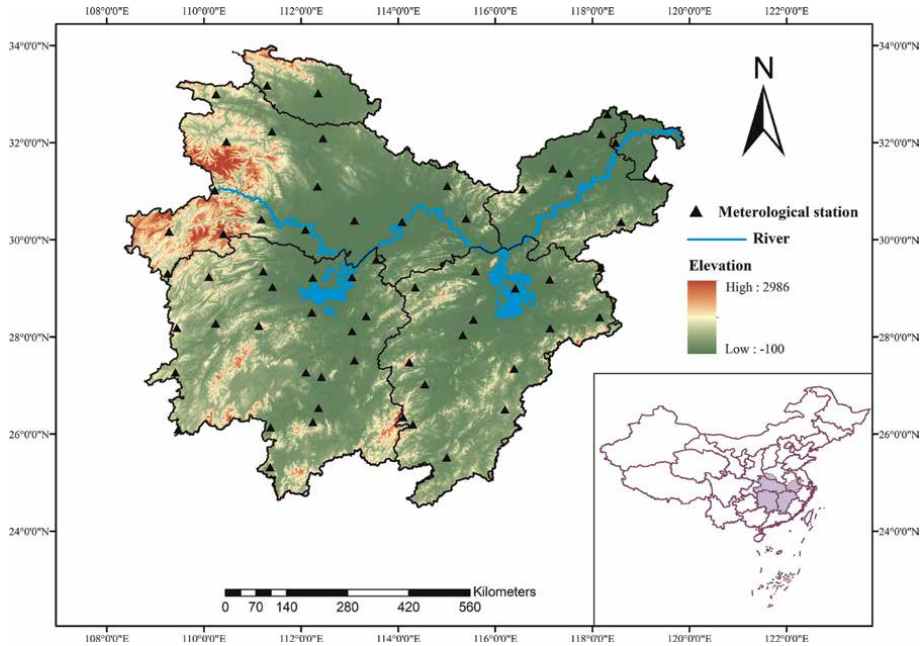 108°0'0"E 110°0'0"E 112°0'0"E 114°0'0"E 116°0'0"E 118°0'0"E 120°0'0"E 122°0'0"E
34°0'0"N 34°0'0"N
N
32°0'0"N 32°0'0"N
Meterological station
30°0'0"N River 30°0'0"N
Elevation
High : 2986
28°0'0"N 28°0'0"N
Low : -100
26°0'0"N 26°0'0"N
24°0'0"N 24°0'0"N
Kilometers
0 70 140 280 420 560
108°0'0"E 110°0'0"E 112°0'0"E 114°0'0"E 116°0'0"E 118°0'0"E 120°0'0"E 122°0'0"E